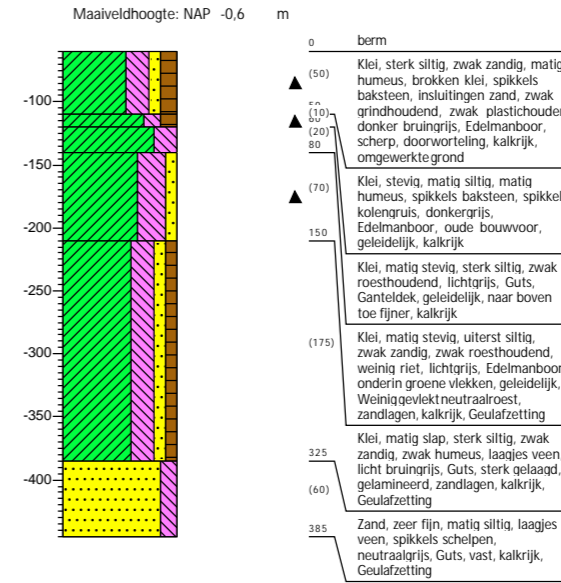 Maaiveldhoogte: NAP -0,6 m
0 berm
(50)
Klei, sterk siltig, zwak zandig, matig
humeus, brokken klei, spikkels
baksteen, insluitingen zand, zwak
grindhoudend, zwak plastichouden
donker bruingrijs, Edelmanboor,
scherp, doorworteling, kalkrijk,
omgewerkte grond
-100
(10)
(20)
80
Klei, stevig, matig siltig, matig
humeus, spikkels baksteen, spikkel
kolengruis, donkergrijs,
Edelmanboor, oude bouwvoor,
geleidelijk, kalkrijk
-150
(70)
150
Klei, matig stevig, sterk siltig, zwak
roesthoudend, lichtgrijs, Guts,
Ganteldek, geleidelijk, naar boven
toe fijner, kalkrijk
-200
-250
-300
(175)
Klei, matig stevig, uiterst siltig,
zwak zandig, zwak roesthoudend,
weinig riet, lichtgrijs, Edelmanboor
onderin groene vlekken, geleidelijk,
Weinig gevlekt neutraalroest,
zandlagen, kalkrijk, Geulafzetting
-350
325
(60)
Klei, matig slap, sterk siltig, zwak
zandig, zwak humeus, laagjes veen,
licht bruingrijs, Guts, sterk gelaagd,
gelamineerd, zandlagen, kalkrijk,
Geulafzetting
-400
385
Zand, zeer fijn, matig siltig, laagjes
veen, spikkels schelpen,
neutraalgrijs, Guts, vast, kalkrijk,
Geulafzetting